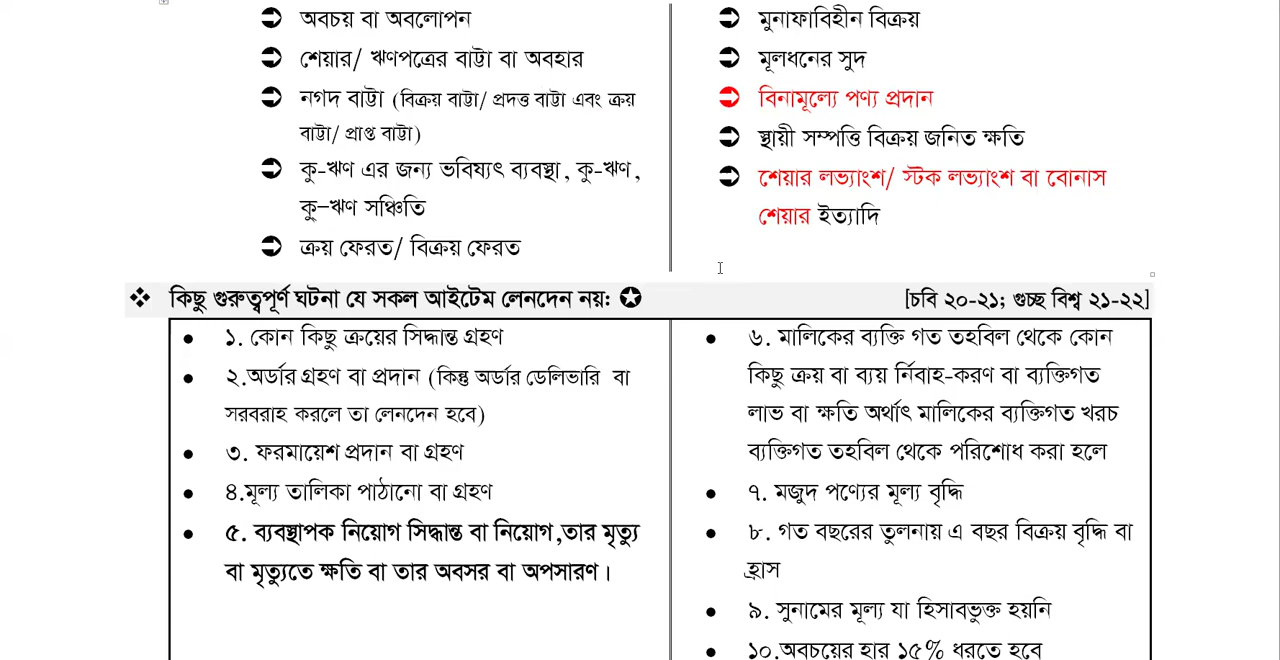 অবচয় বা অবলোপন
শেয়ার/ ঋণপত্রের বাট্টা বা অবহার
নগদ বাট্টা (বিক্রয় বাট্টা/ প্রদত্ত বাট্টা এবং ক্রয়
বাট্টা/ প্রাপ্ত বাট্টা)
কু-ঋণ এর জন্য ভবিষ্যৎ ব্যবস্থা, কু-ঋণ,
কু-ঋণ সঞ্চিতি
ক্রয় ফেরত/ বিক্রয় ফেরত
মুনাফাবিহীন বিক্রয়
মূলধনের সুদ
বিনামূল্যে পণ্য প্রদান
স্থায়ী সম্পত্তি বিক্রয় জনিত ক্ষতি
শেয়ার লভ্যাংশ/ স্টক লভ্যাংশ বা বোনাস
শেয়ার ইত্যাদি
কিছু গুরুত্বপূর্ণ ঘটনা যে সকল আইটেম লেনদেন নয়: [চবি ২০-২১; গুচ্ছ বিশ্ব ২১-২২]
১. কোন কিছু ক্রয়ের সিদ্ধান্ত গ্রহণ
২.অর্ডার গ্রহণ বা প্রদান (কিন্তু অর্ডার ডেলিভারি বা
সরবরাহ করলে তা লেনদেন হবে)
৩. ফরমায়েশ প্রদান বা গ্রহণ
৪.মূল্য তালিকা পাঠানো বা গ্রহণ
৫. ব্যবস্থাপক নিয়োগ সিদ্ধান্ত বা নিয়োগ,তার মৃত্যু
বা মৃত্যুতে ক্ষতি বা তার অবসর বা অপসারণ।
৬. মালিকের ব্যক্তি গত তহবিল থেকে কোন
কিছু ক্রয় বা ব্যয় র্নিবাহ-করণ বা ব্যক্তিগত
লাভ বা ক্ষতি অর্থাৎ মালিকের ব্যক্তিগত খরচ
ব্যক্তিগত তহবিল থেকে পরিশোধ করা হলে
৭. মজুদ পণ্যের মূল্য বৃদ্ধি
৮. গত বছরের তুলনায় এ বছর বিক্রয় বৃদ্ধি বা
হ্রাস
৯. সুনামের মূল্য যা হিসাবভুক্ত হয়নি
১০.অবচয়ের হার ১৫% ধরতে হবে